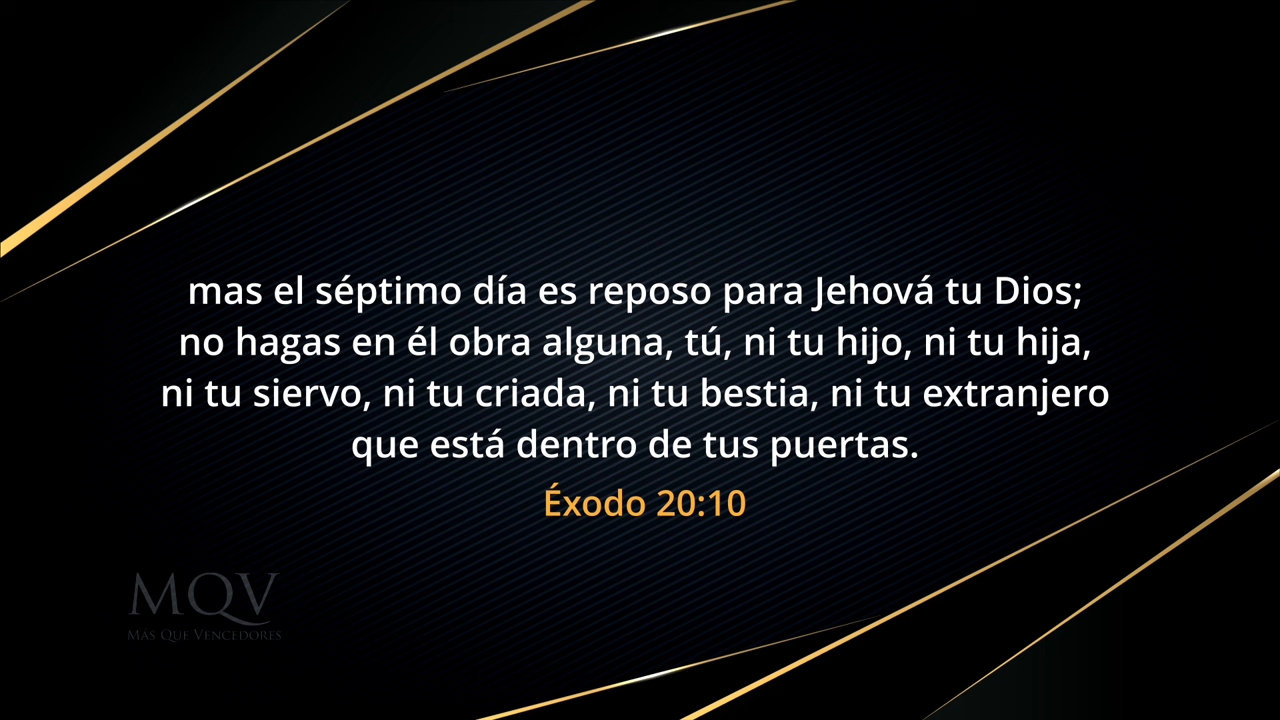 mas el séptimo día es reposo para Jehová tu Dios;
no hagas en él obra alguna, tú, ni tu hijo, ni tu hija,
ni tu siervo, ni tu criada, ni tu bestia, ni tu extranjero
que está dentro de tus puertas.
Éxodo 20:10
MQV
MÁS QUE VENCEDORES